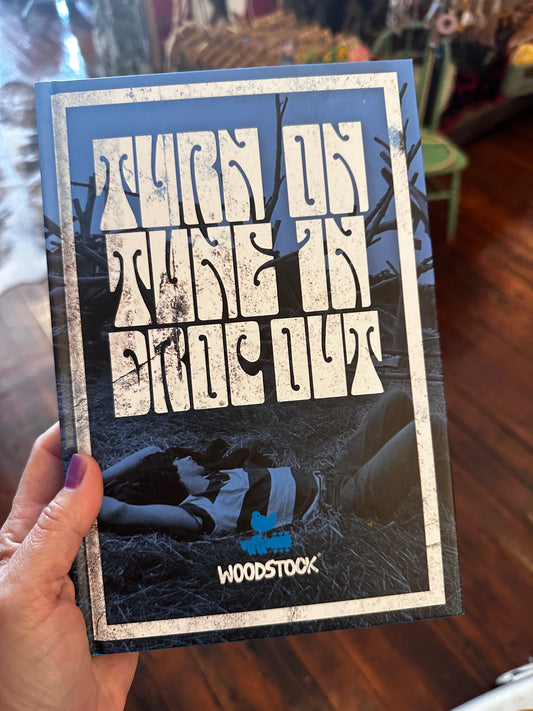 TURN ON
TUNE IN
DROP OUT
WOODSTOCK®